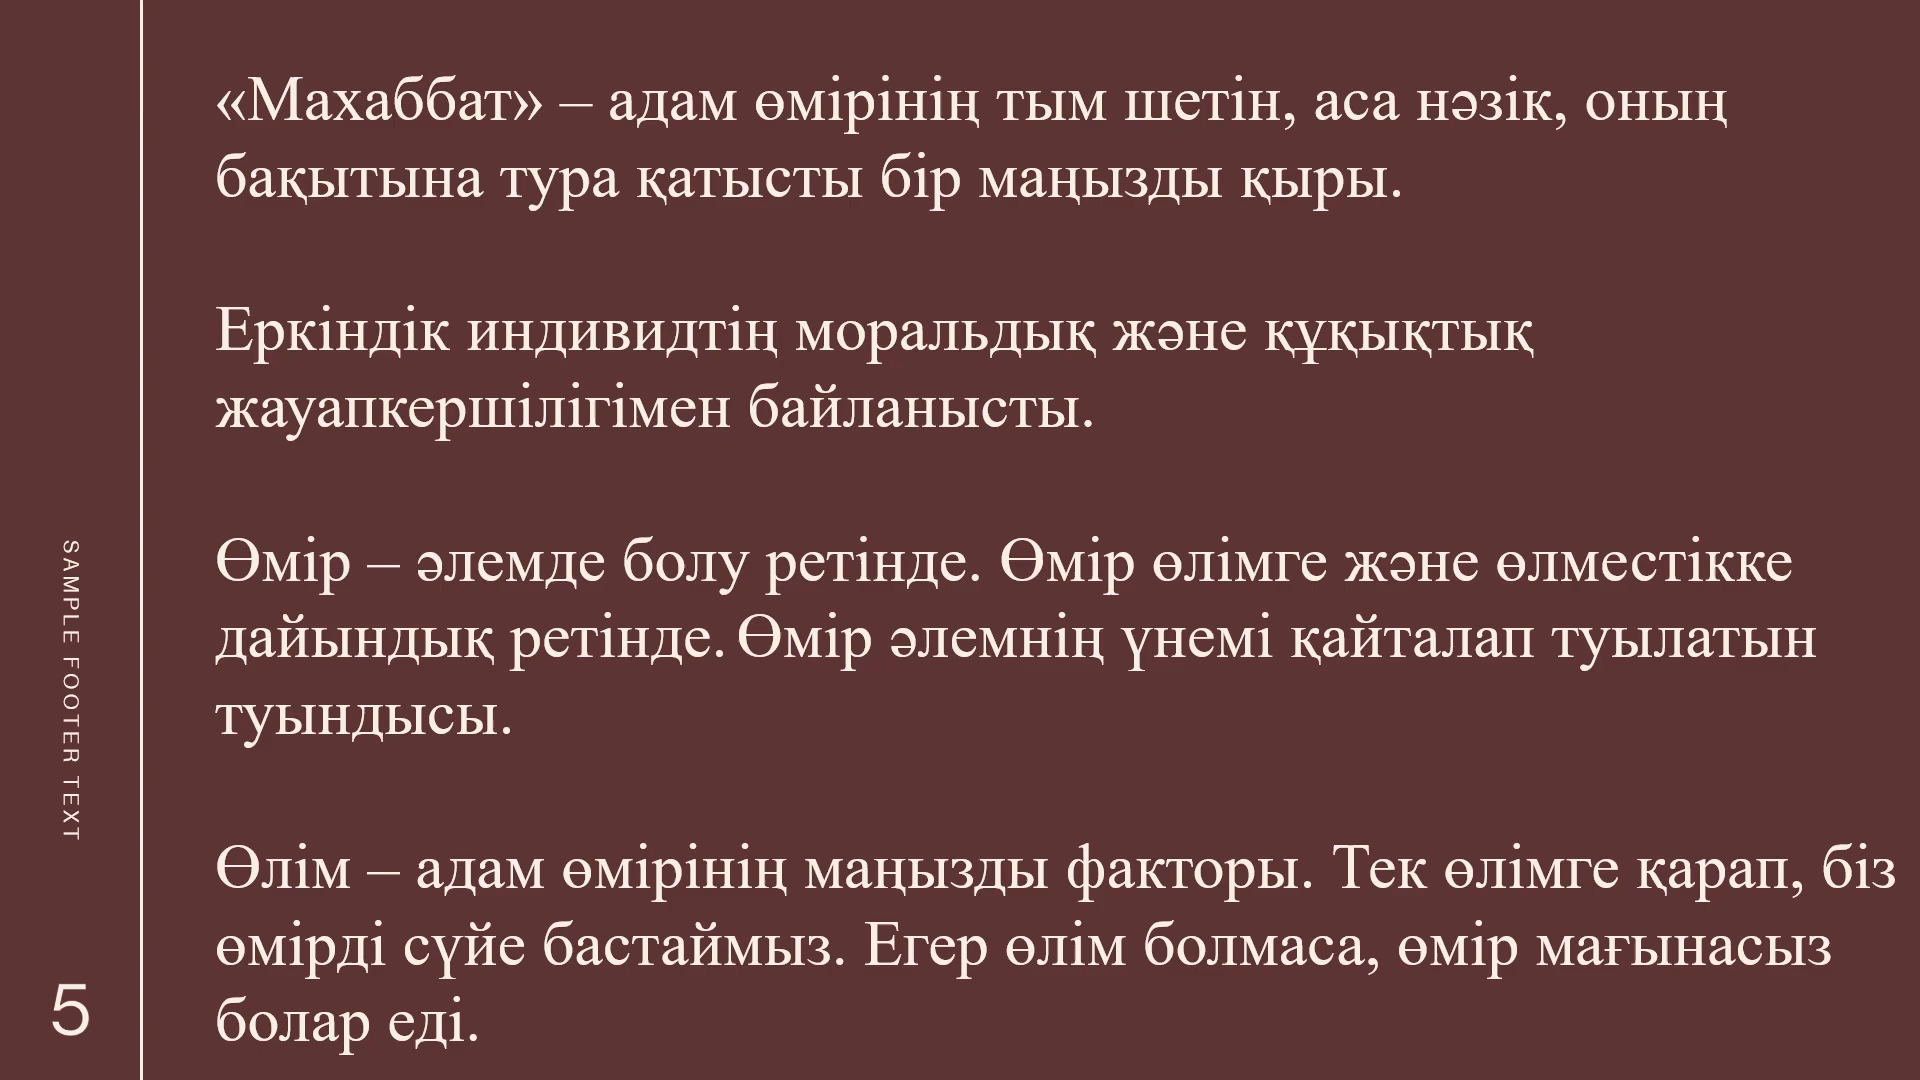 «Махаббат» – адам өмірінің тым шетін, аса нәзік, оның
бақытына тура қатысты бір маңызды қыры.
Еркіндік индивидтің моральдық және құқықтық
жауапкершілігімен байланысты.
Өмір – әлемде болу ретінде. Өмір өлімге және өлместікке
дайындық ретінде. Өмір әлемнің үнемі қайталап туылатын
туындысы.
Өлім – адам өмірінің маңызды факторы. Тек өлімге қарап, біз
өмірді сүйе бастаймыз. Егер өлім болмаса, өмір мағынасыз
болар еді.
SAMPLE FOOTER TEXT
5